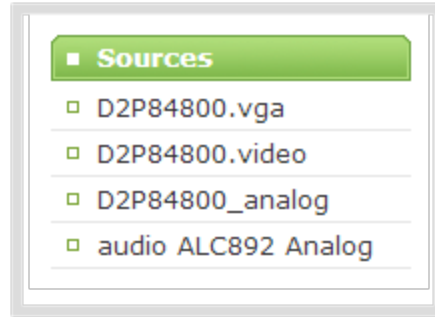 Sources
D2P84800.vga
D2P84800.video
D2P84800_analog
audio ALC892 Analog